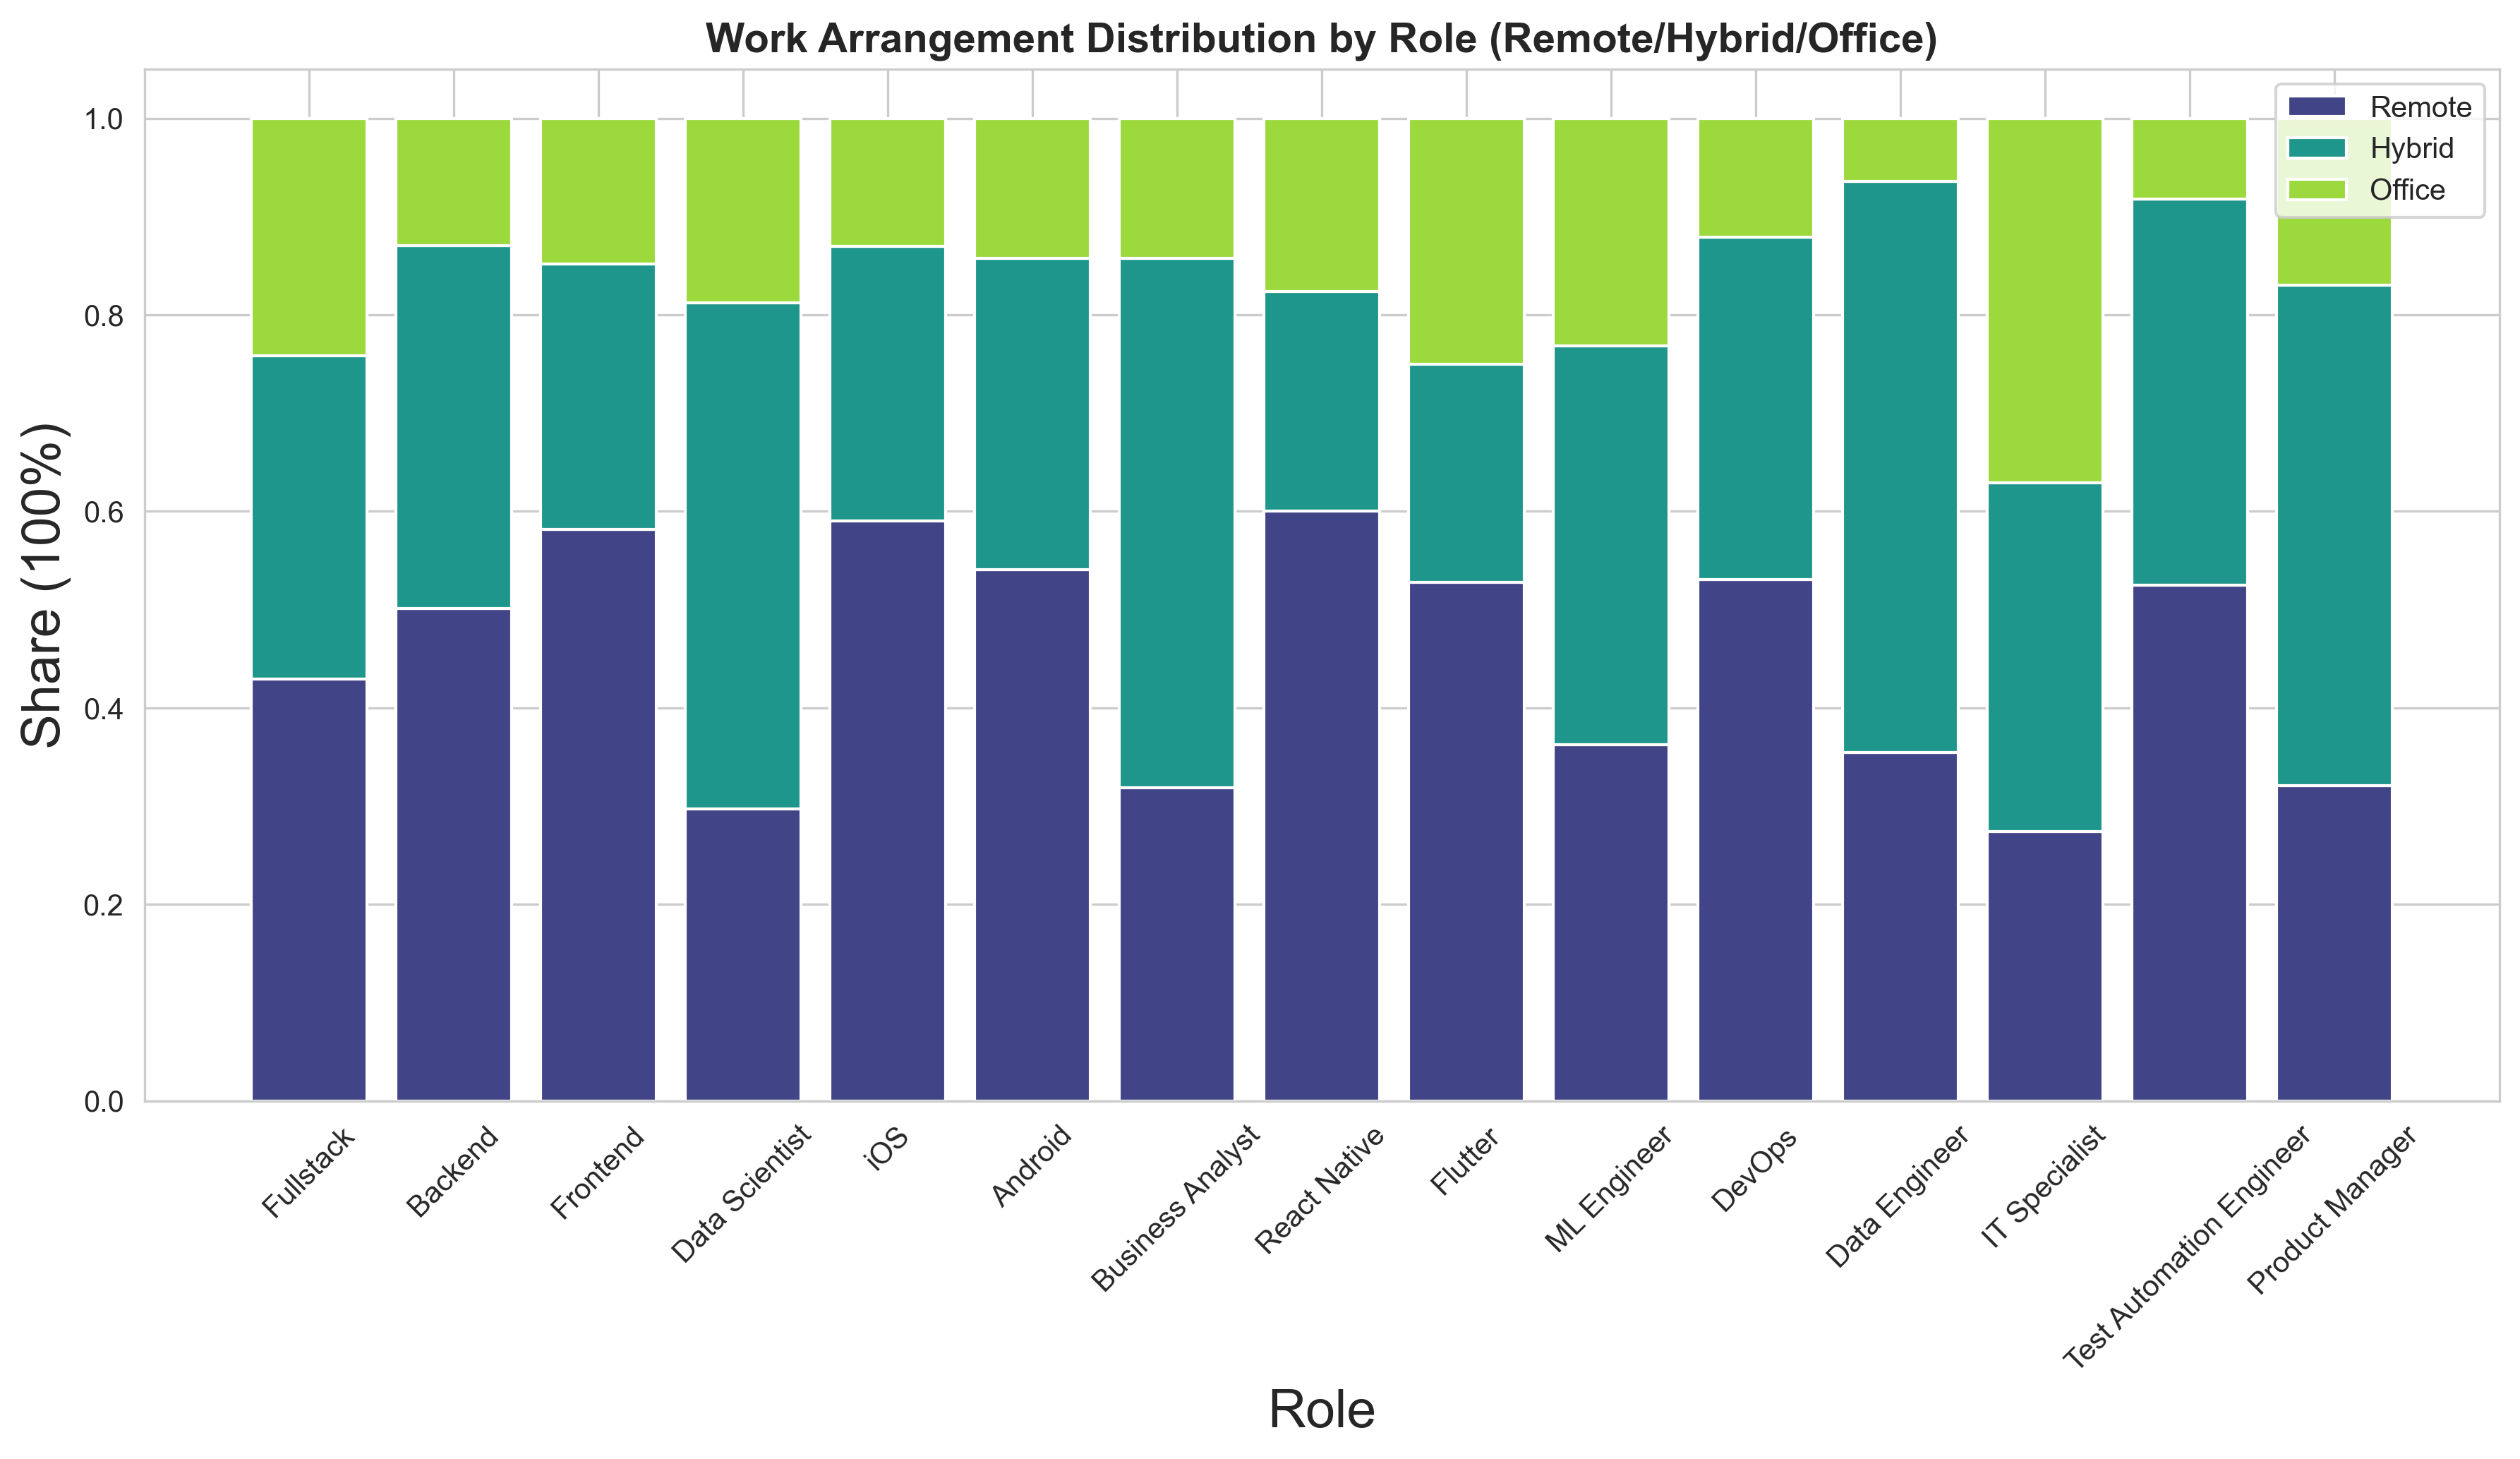 Work Arrangement Distribution by Role (Remote/Hybrid/Office)
Remote
Hybrid
Office
Share (100%)
1.0
0.8
0.6
0.4
0.2
0.0
Fullstack
Backend
Frontend
Data Scientist
iOS
Android
Business Analyst
React Native
Flutter
ML Engineer
DevOps
Data Engineer
IT Specialist
Test Automation Engineer
Product Manager
Role